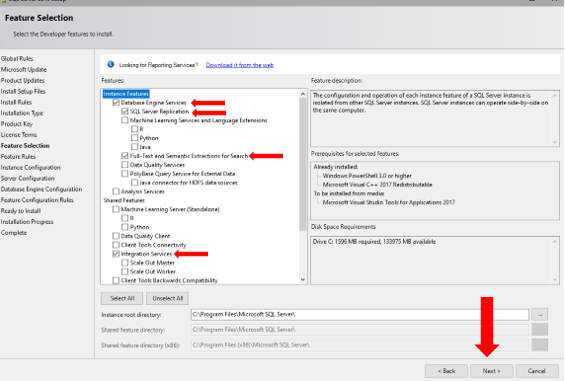 Feature Selection
Select the Developer features to install.
Global Rules
Microsoft Update
Product Updates
Install Setup Files
Install Rules
Installation Type
Product Key
License Terms
Feature Selection
Feature Rules
Instance Configuration
Server Configuration
Database Engine Configuration
Feature Configuration Rules
Ready to Install
Installation Progress
Complete
Looking for Reporting Services? Download it from the web
Features:
Instance Features
Database Engine Services
SQL Server Replication
Machine Learning Services and Language Extensions
R
Python
Java
Full-Text and Semantic Extractions for Search
Data Quality Services
PolyBase Query Service for External Data
Java connector for HDFS data sources
Analysis Services
Shared Features
Machine Learning Server (Standalone)
R
Python
Data Quality Client
Client Tools Connectivity
Integration Services
Scale Out Master
Scale Out Worker
Client Tools Backwards Compatibility
Feature description:
The configuration and operation of each instance feature of a SQL Server instance is
isolated from other SQL Server instances. SQL Server instances can operate side-by-side on
the same computer.
Prerequisites for selected features:
Already installed:
Windows PowerShell 3.0 or higher
Microsoft Visual C++ 2017 Redistributable
To be installed from media:
Microsoft Visual Studio Tools for Applications 2017
Disk Space Requirements
Drive C: 1596 MB required, 133975 MB available
Select All
Unselect All
Instance root directory: C:\Program Files\Microsoft SQL Server\ ...
Shared feature directory: C:\Program Files\Microsoft SQL Server\
Shared feature directory (x86): C:\Program Files (x86)\Microsoft SQL Server\
< Back
Next >
Cancel